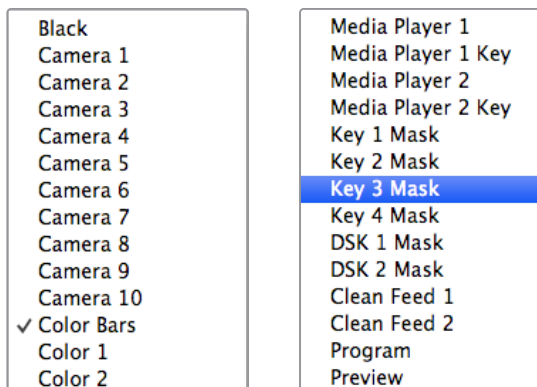 Black
Camera 1
Camera 2
Camera 3
Camera 4
Camera 5
Camera 6
Camera 7
Camera 8
Camera 9
Camera 10
✓ Color Bars
Color 1
Color 2
Media Player 1
Media Player 1 Key
Media Player 2
Media Player 2 Key
Key 1 Mask
Key 2 Mask
Key 3 Mask
Key 4 Mask
DSK 1 Mask
DSK 2 Mask
Clean Feed 1
Clean Feed 2
Program
Preview